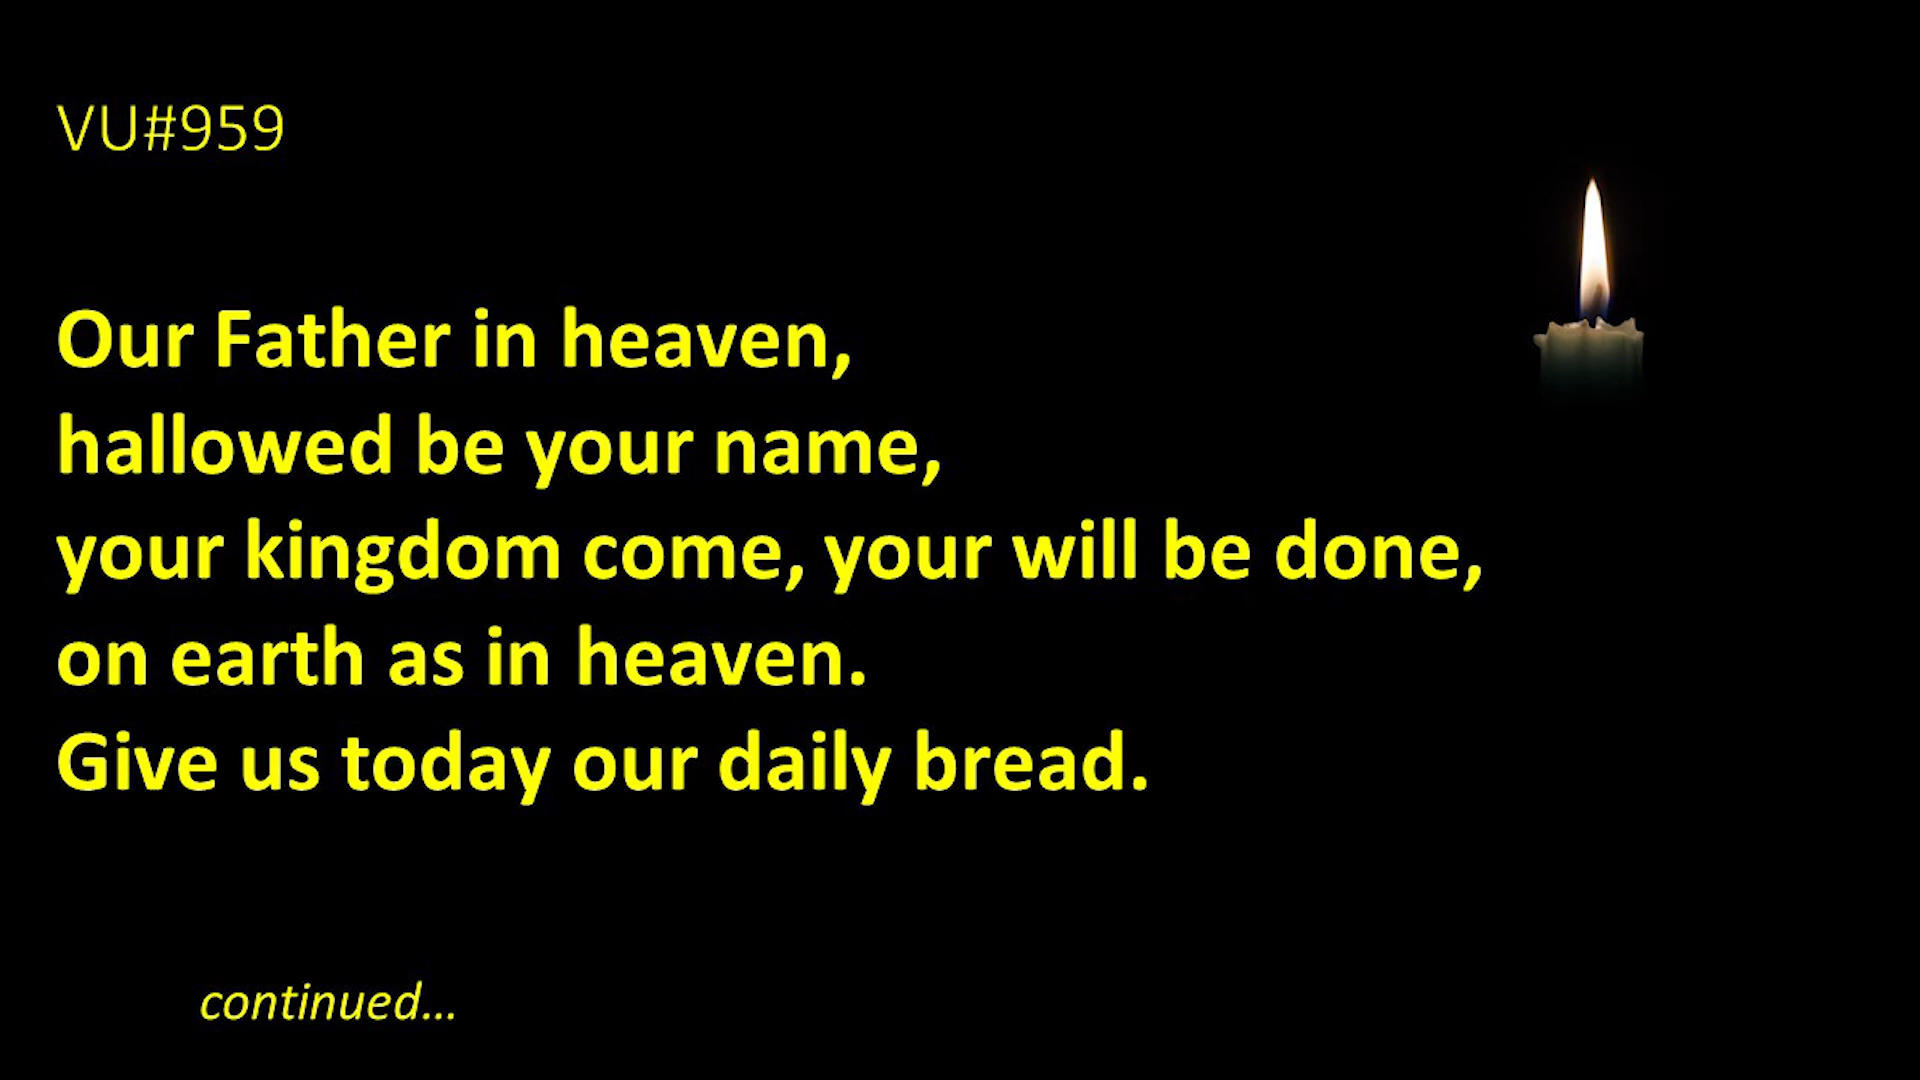 VU#959
Our Father in heaven,
hallowed be your name,
your kingdom come, your will be done,
on earth as in heaven.
Give us today our daily bread.
continued…